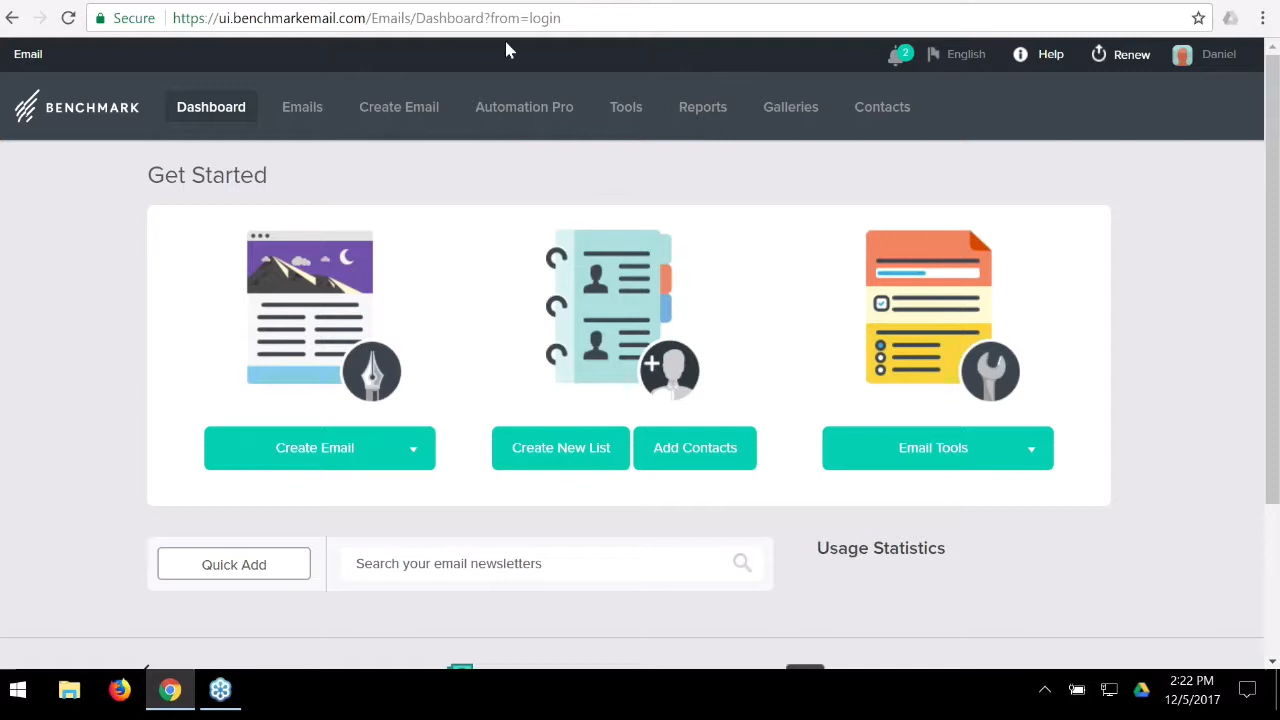 Secure https://ui.benchmarkemail.com/Emails/Dashboard?from=login
Email 2 English Help Renew Daniel
BENCHMARK Dashboard Emails Create Email Automation Pro Tools Reports Galleries Contacts
Get Started
Create Email Create New List Add Contacts Email Tools
Usage Statistics
Quick Add Search your email newsletters
2:22 PM
12/5/2017